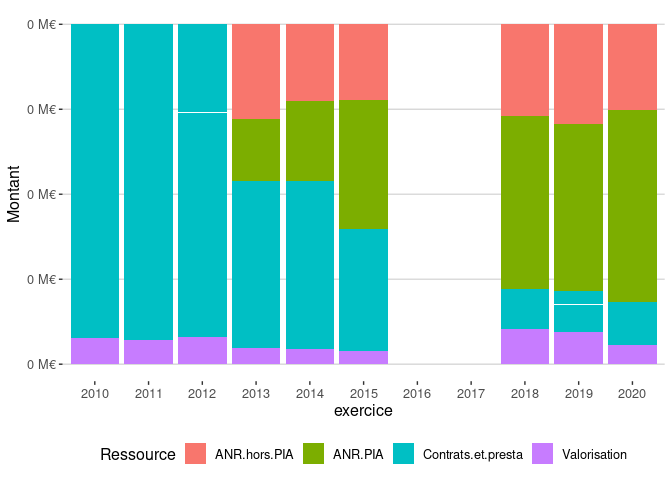 0 M€
0 M€
0 M€
0 M€
0 M€
Montant
2010 2011 2012 2013 2014 2015 2016 2017 2018 2019 2020
exercice
Ressource ANR.hors.PIA ANR.PIA Contrats.et.presta Valorisation